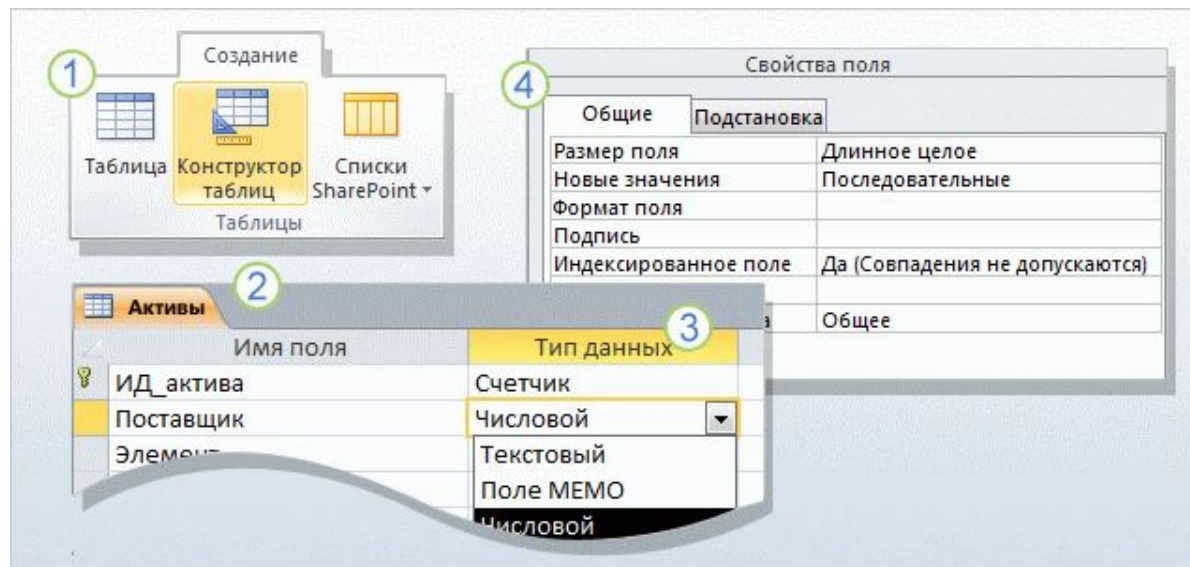 1
Создание
Таблица
Конструктор
таблиц
Списки
SharePoint
Таблицы
2
Активы
3
Имя поля Тип данных
ИД_актива Счетчик
Поставщик Числовой
Элемент
Текстовый
Поле МЕМО
Числовой
4
Свойства поля
Общие Подстановка
Размер поля Длинное целое
Новые значения Последовательные
Формат поля
Подпись
Индексированное поле Да (Совпадения не допускаются)
Общее